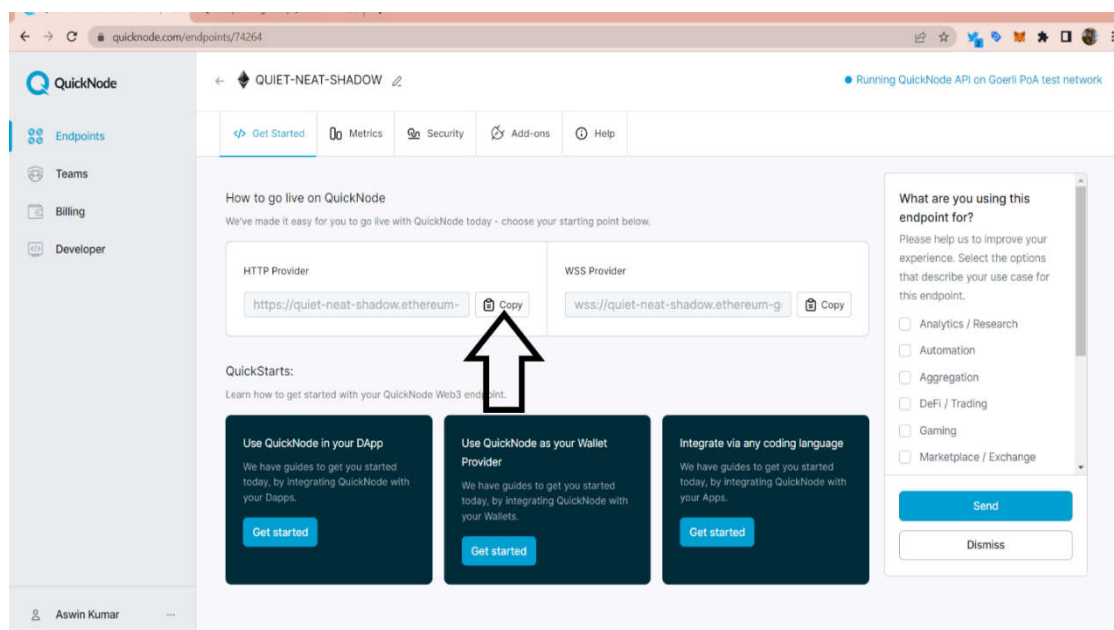 quicknode.com/endpoints/74264
QuickNode
QUIET-NEAT-SHADOW
Running QuickNode API on Goerli PoA test network
Endpoints
Teams
Billing
Developer
</> Get Started
Metrics
Security
Add-ons
Help
How to go live on QuickNode
We've made it easy for you to go live with QuickNode today - choose your starting point below.
HTTP Provider
https://quiet-neat-shadow.ethereum-
Copy
WSS Provider
wss://quiet-neat-shadow.ethereum-g
Copy
QuickStarts:
Learn how to get started with your QuickNode Web3 endpoint.
Use QuickNode in your DApp
We have guides to get you started
today, by integrating QuickNode with
your Dapps.
Get started
Use QuickNode as your Wallet
Provider
We have guides to get you started
today, by integrating QuickNode with
your Wallets.
Get started
Integrate via any coding language
We have guides to get you started
today, by integrating QuickNode with
your Apps.
Get started
What are you using this
endpoint for?
Please help us to improve your
experience. Select the options
that describe your use case for
this endpoint.
Analytics / Research
Automation
Aggregation
DeFi / Trading
Gaming
Marketplace / Exchange
Send
Dismiss
Aswin Kumar